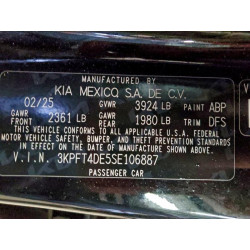 KIA MEXICO S.A. DE C.V.
02/25 GVWR 3924 LB PAINT ABP
GAWR FRONT 2361 LB GAWR REAR 1980 LB TRIM DFS
THIS VEHICLE CONFORMS TO ALL APPLICABLE U.S.A. FEDERAL
MOTOR VEHICLE SAFETY, BUMPER, AND THEFT PREVENTION STANDARDS
IN EFFECT ON THE DATE OF MANUFACTURE SHOWN ABOVE.
V.I.N. 3KPFT4DE5SE106887
PASSENGER CAR